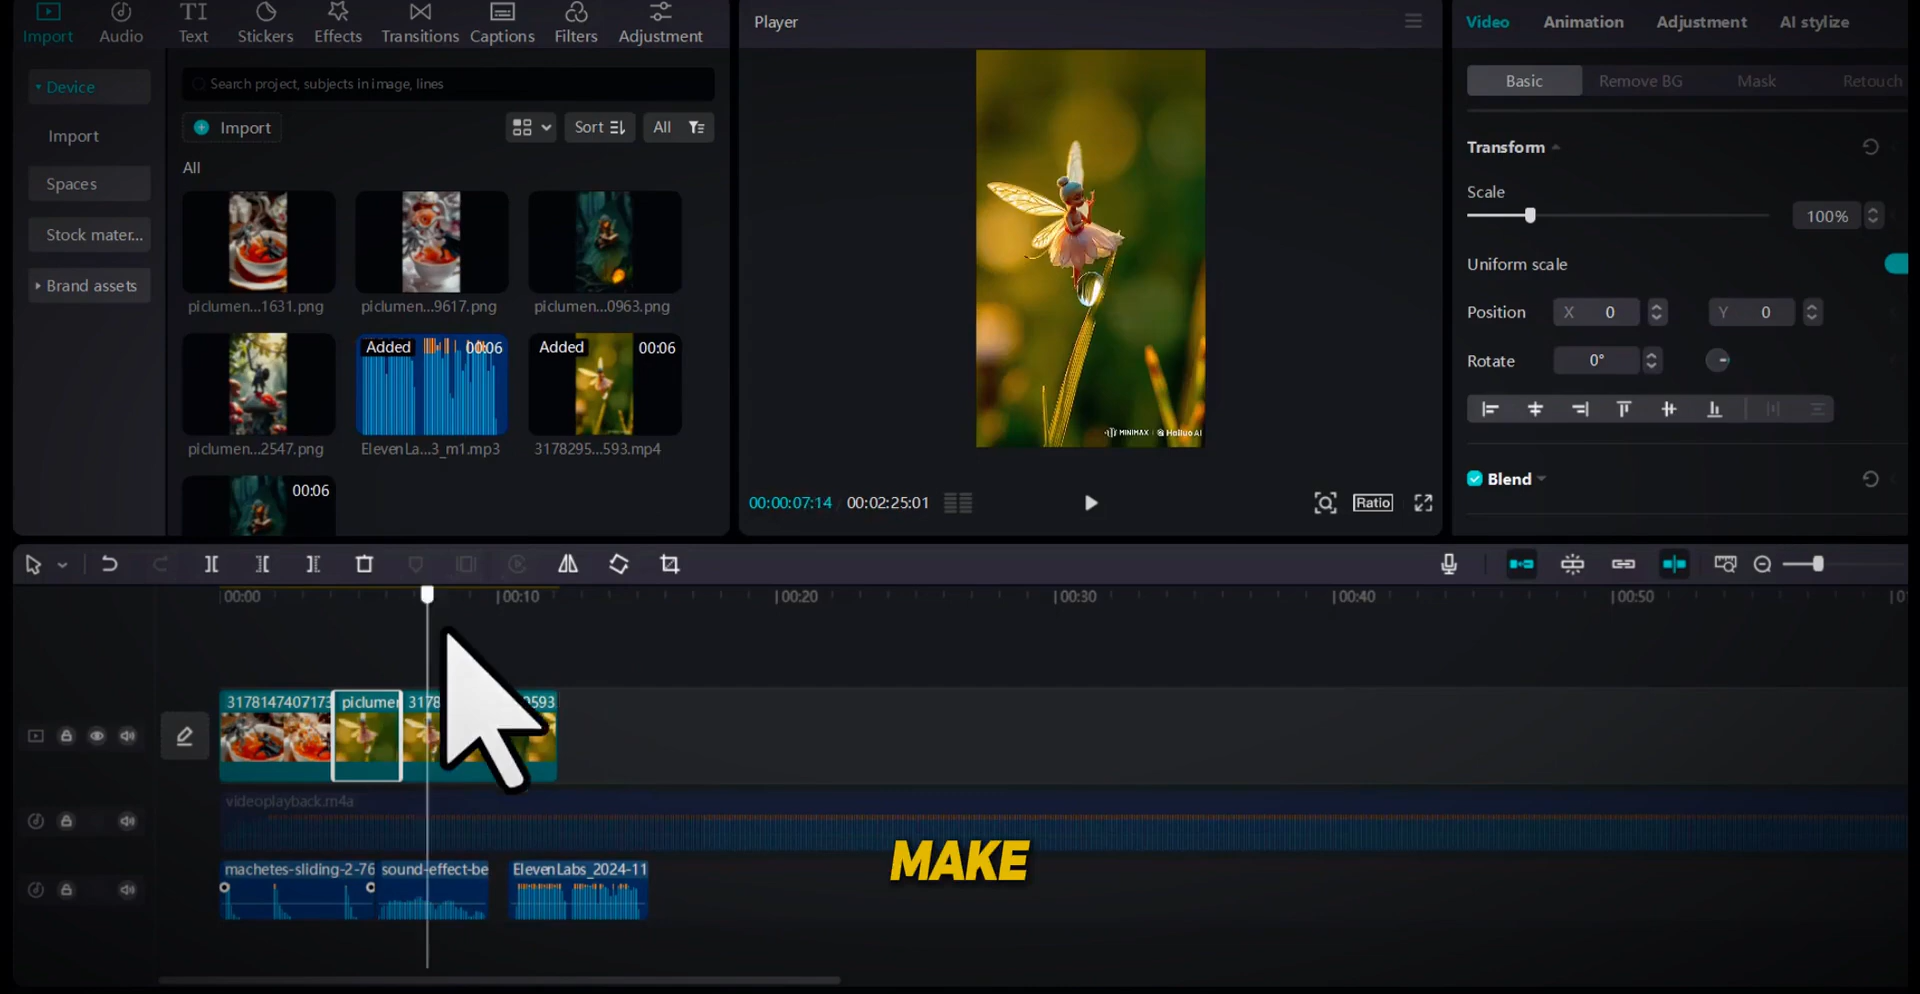 Import
Audio
Text
Stickers
Effects
Transitions
Captions
Filters
Adjustment
Device
Import
Spaces
Stock mater...
Brand assets
Search project, subjects in image, lines
Import
Sort
All
All
piclumen...1631.png
piclumen...9617.png
piclumen...0963.png
Added 00:06
Added 00:06
piclumen...2547.png
ElevenLa...3_m1.mp3
3178295...593.mp4
00:06
Player
MINIMAX | Hailuo AI
00:00:07:14 00:02:25:01
Ratio
Video
Animation
Adjustment
AI stylize
Basic
Remove BG
Mask
Retouch
Transform
Scale
100%
Uniform scale
Position X 0 Y 0
Rotate 0°
Blend
00:00 00:10 00:20 00:30 00:40 00:50
3178147407173 piclumen 3178 0593
videoplayback.m4a
machetes-sliding-2-76 sound-effect-be ElevenLabs_2024-11
MAKE